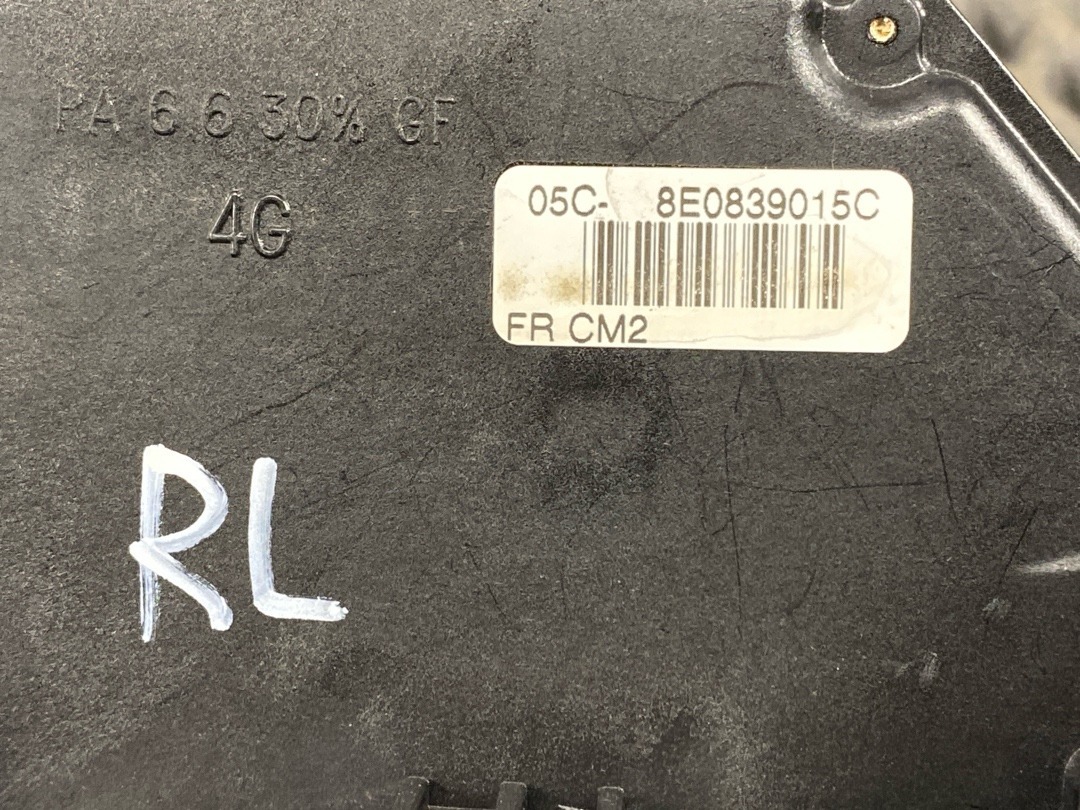 PA 6.6 30% GF
4G
05C- 8E0839015C
FR CM2
RL